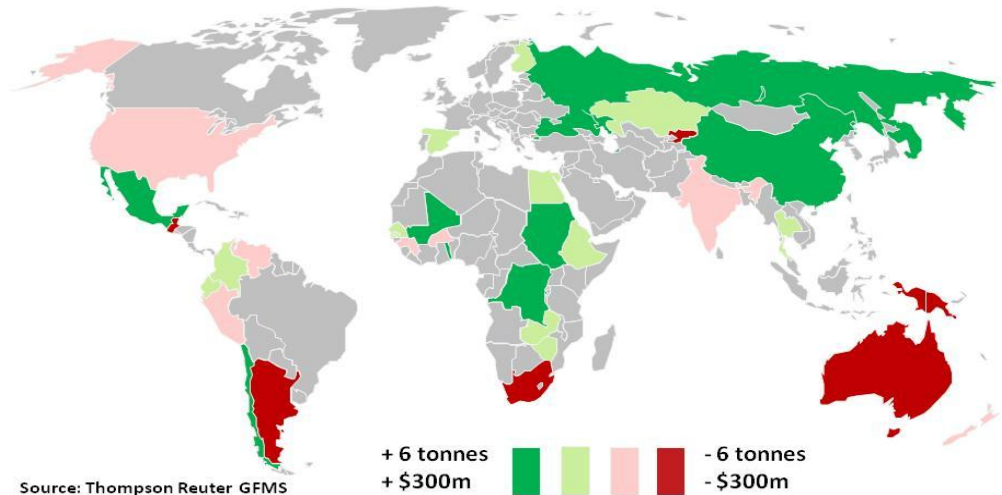 + 6 tonnes
- 6 tonnes
+ $300m
- $300m
Source: Thompson Reuter GFMS